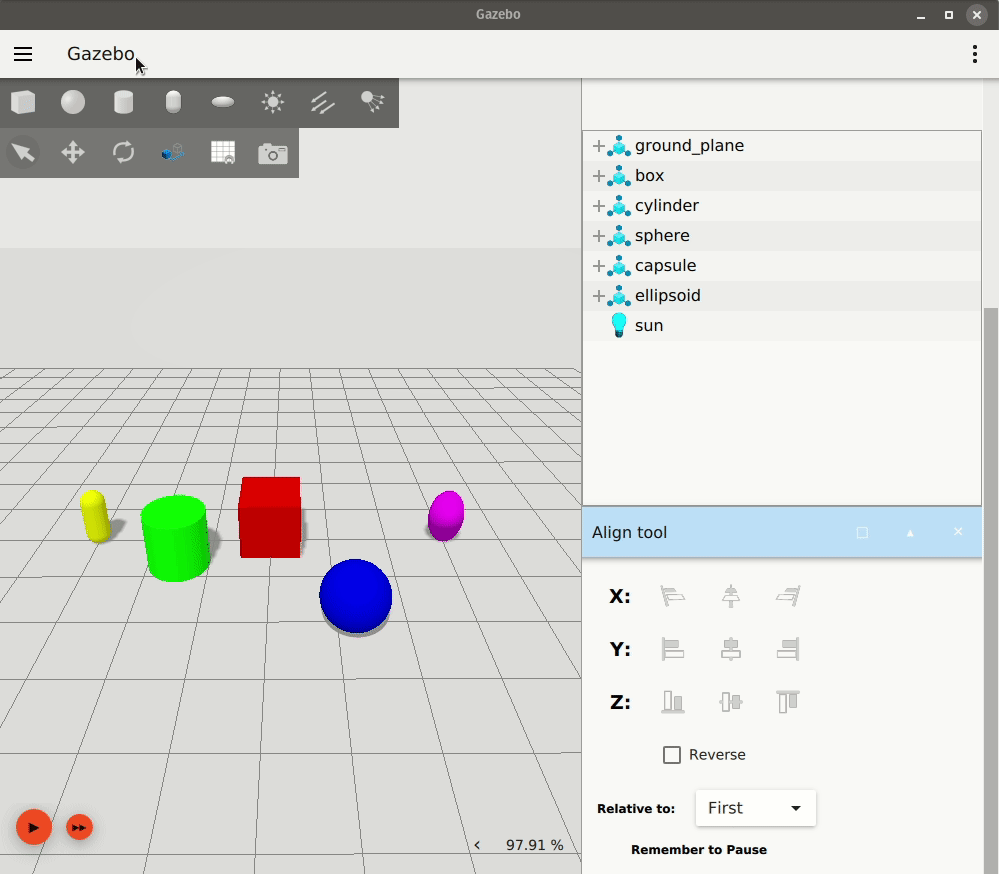 Gazebo
Gazebo
ground_plane
box
cylinder
sphere
capsule
ellipsoid
sun
Align tool
X:
Y:
Z:
Reverse
Relative to: First
Remember to Pause
97.91 %